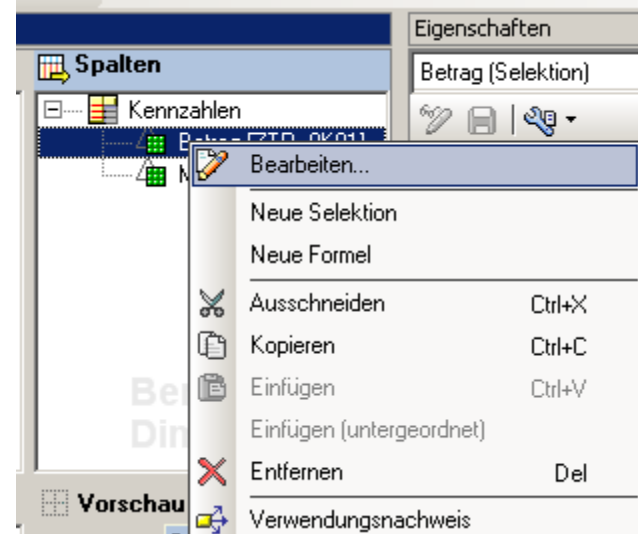 Eigenschaften
Spalten
Betrag (Selektion)
Kennzahlen
Bearbeiten...
Neue Selektion
Neue Formel
Ausschneiden Ctrl+X
Kopieren Ctrl+C
Einfügen Ctrl+V
Einfügen (untergeordnet)
Entfernen Del
Vorschau
Verwendungsnachweis